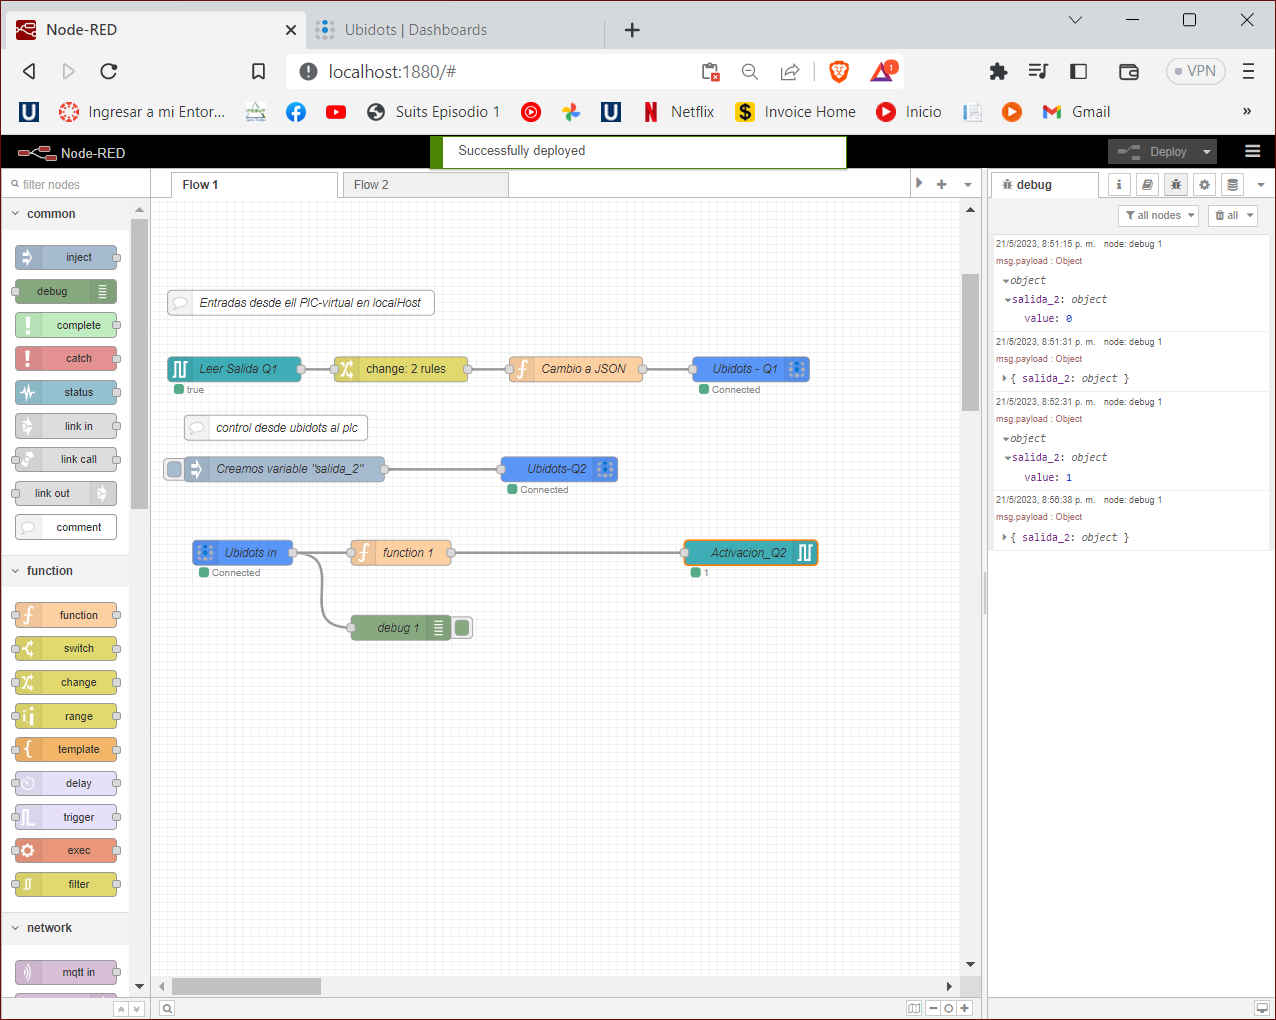 Node-RED
Ubidots | Dashboards
localhost:1880/#
1
VPN
Ingresar a mi Entor...
Suits Episodio 1
Netflix
Invoice Home
Inicio
Gmail
»
Node-RED
Successfully deployed
Deploy
filter nodes
Flow 1
Flow 2
debug
all nodes
all
common
inject
debug
complete
catch
status
link in
link call
link out
comment
function
function
switch
change
range
template
delay
trigger
exec
filter
network
mqtt in
Entradas desde ell PlC-virtual en localHost
Leer Salida Q1
change: 2 rules
Cambio a JSON
Ubidots - Q1
true
Connected
control desde ubidots al plc
Creamos variable "salida_2"
Ubidots-Q2
Connected
Ubidots in
function 1
Activacion_Q2
Connected
1
debug 1
21/5/2023, 8:51:15 p. m. node: debug 1
msg.payload : Object
object
salida_2: object
value: 0
21/5/2023, 8:51:31 p. m. node: debug 1
msg.payload : Object
{ salida_2: object }
21/5/2023, 8:52:31 p. m. node: debug 1
msg.payload : Object
object
salida_2: object
value: 1
21/5/2023, 8:56:38 p. m. node: debug 1
msg.payload : Object
{ salida_2: object }